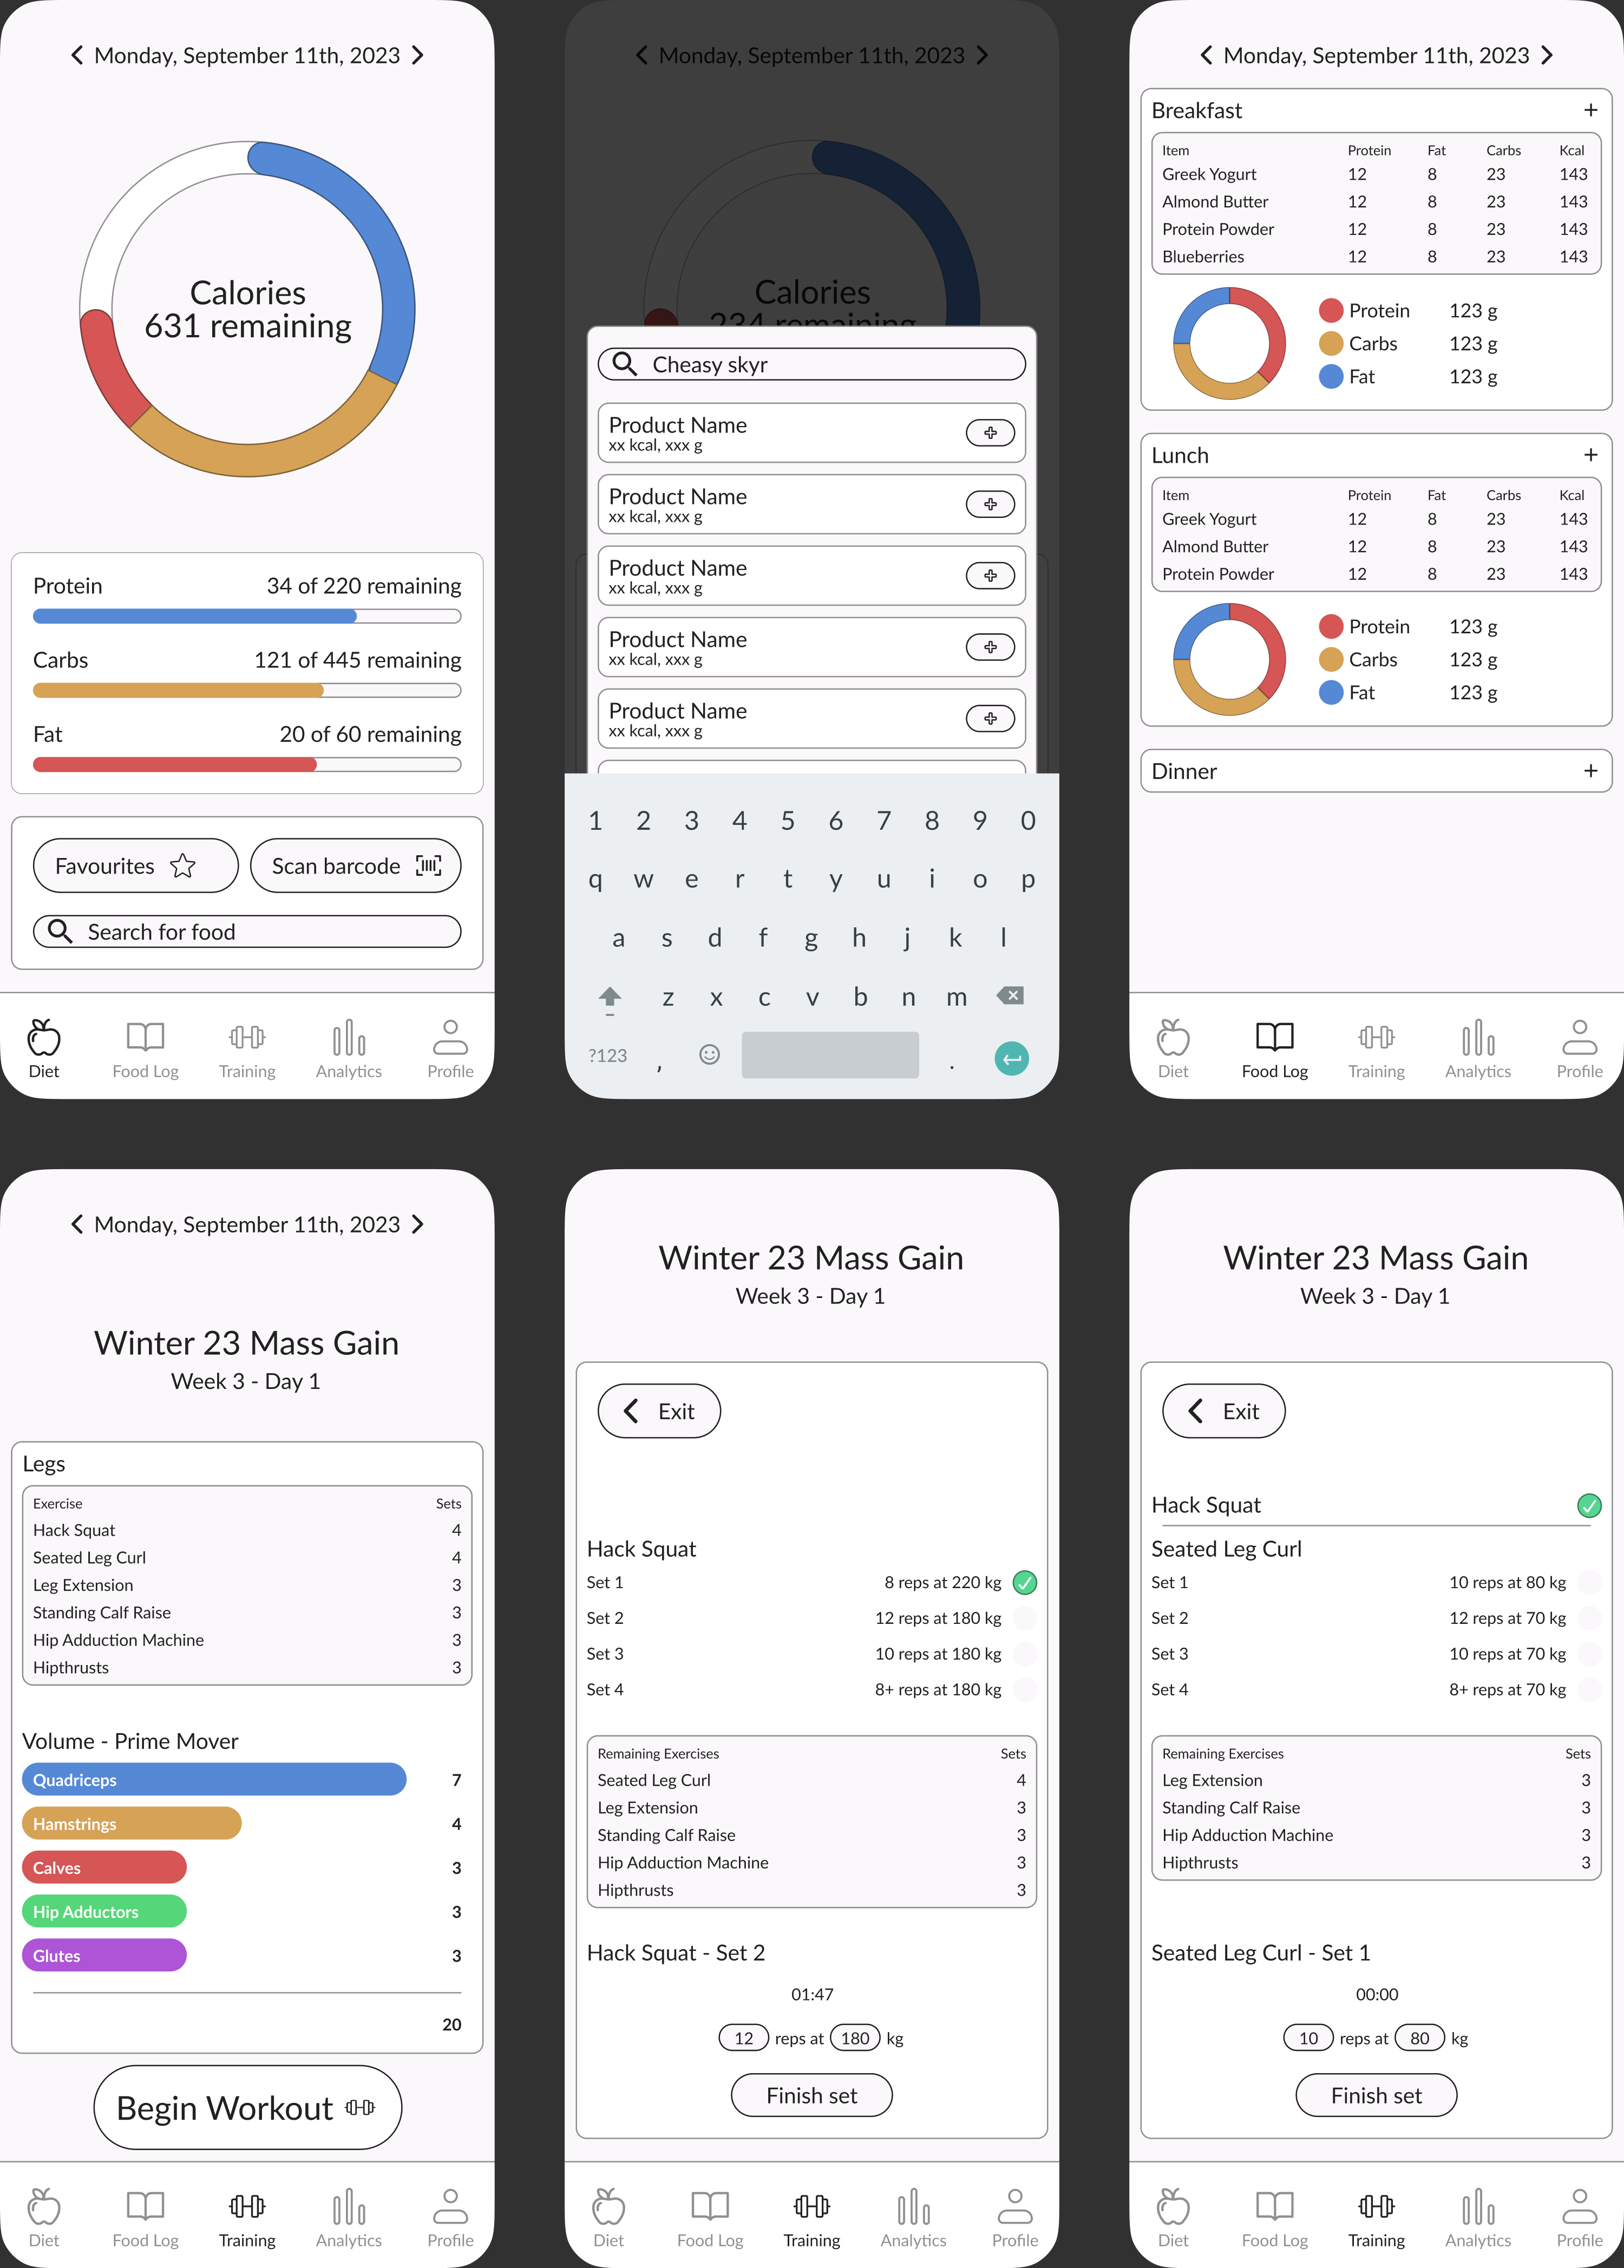 Monday, September 11th, 2023
Calories
631 remaining
Protein 34 of 220 remaining
Carbs 121 of 445 remaining
Fat 20 of 60 remaining
Favourites Scan barcode
Search for food
Diet Food Log Training Analytics Profile
Monday, September 11th, 2023
Calories
234 remaining
Cheasy skyr
Product Name
xx kcal, xxx g
Product Name
xx kcal, xxx g
Product Name
xx kcal, xxx g
Product Name
xx kcal, xxx g
Product Name
xx kcal, xxx g
1 2 3 4 5 6 7 8 9 0
q w e r t y u i o p
a s d f g h j k l
z x c v b n m
?123 , .
Monday, September 11th, 2023
Breakfast +
Item Protein Fat Carbs Kcal
Greek Yogurt 12 8 23 143
Almond Butter 12 8 23 143
Protein Powder 12 8 23 143
Blueberries 12 8 23 143
Protein 123 g
Carbs 123 g
Fat 123 g
Lunch +
Item Protein Fat Carbs Kcal
Greek Yogurt 12 8 23 143
Almond Butter 12 8 23 143
Protein Powder 12 8 23 143
Protein 123 g
Carbs 123 g
Fat 123 g
Dinner +
Diet Food Log Training Analytics Profile
Monday, September 11th, 2023
Winter 23 Mass Gain
Week 3 - Day 1
Legs
Exercise Sets
Hack Squat 4
Seated Leg Curl 4
Leg Extension 3
Standing Calf Raise 3
Hip Adduction Machine 3
Hipthrusts 3
Volume - Prime Mover
Quadriceps 7
Hamstrings 4
Calves 3
Hip Adductors 3
Glutes 3
20
Begin Workout
Diet Food Log Training Analytics Profile
Winter 23 Mass Gain
Week 3 - Day 1
Exit
Hack Squat
Set 1 8 reps at 220 kg
Set 2 12 reps at 180 kg
Set 3 10 reps at 180 kg
Set 4 8+ reps at 180 kg
Remaining Exercises Sets
Seated Leg Curl 4
Leg Extension 3
Standing Calf Raise 3
Hip Adduction Machine 3
Hipthrusts 3
Hack Squat - Set 2
01:47
12 reps at 180 kg
Finish set
Diet Food Log Training Analytics Profile
Winter 23 Mass Gain
Week 3 - Day 1
Exit
Hack Squat
Seated Leg Curl
Set 1 10 reps at 80 kg
Set 2 12 reps at 70 kg
Set 3 10 reps at 70 kg
Set 4 8+ reps at 70 kg
Remaining Exercises Sets
Leg Extension 3
Standing Calf Raise 3
Hip Adduction Machine 3
Hipthrusts 3
Seated Leg Curl - Set 1
00:00
10 reps at 80 kg
Finish set
Diet Food Log Training Analytics Profile